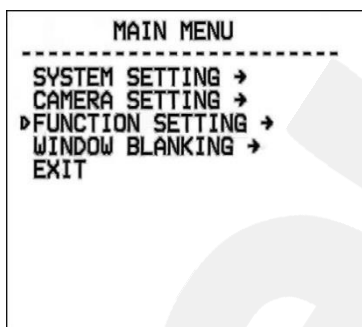 MAIN MENU
---------------------------
SYSTEM SETTING →
CAMERA SETTING →
▷FUNCTION SETTING →
WINDOW BLANKING →
EXIT